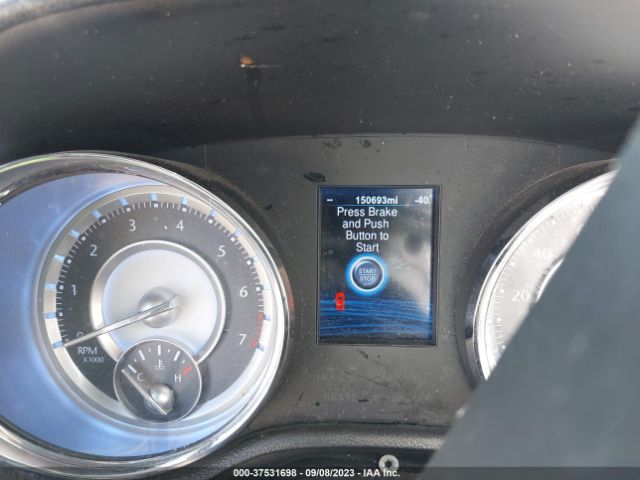 - 150693mi -40°
Press Brake
and Push
Button to
Start
START
STOP
0 1 2 3 4 5 6 7
RPM
X1000
C H
20 40
000-37531698 - 09/08/2023 - IAA Inc.